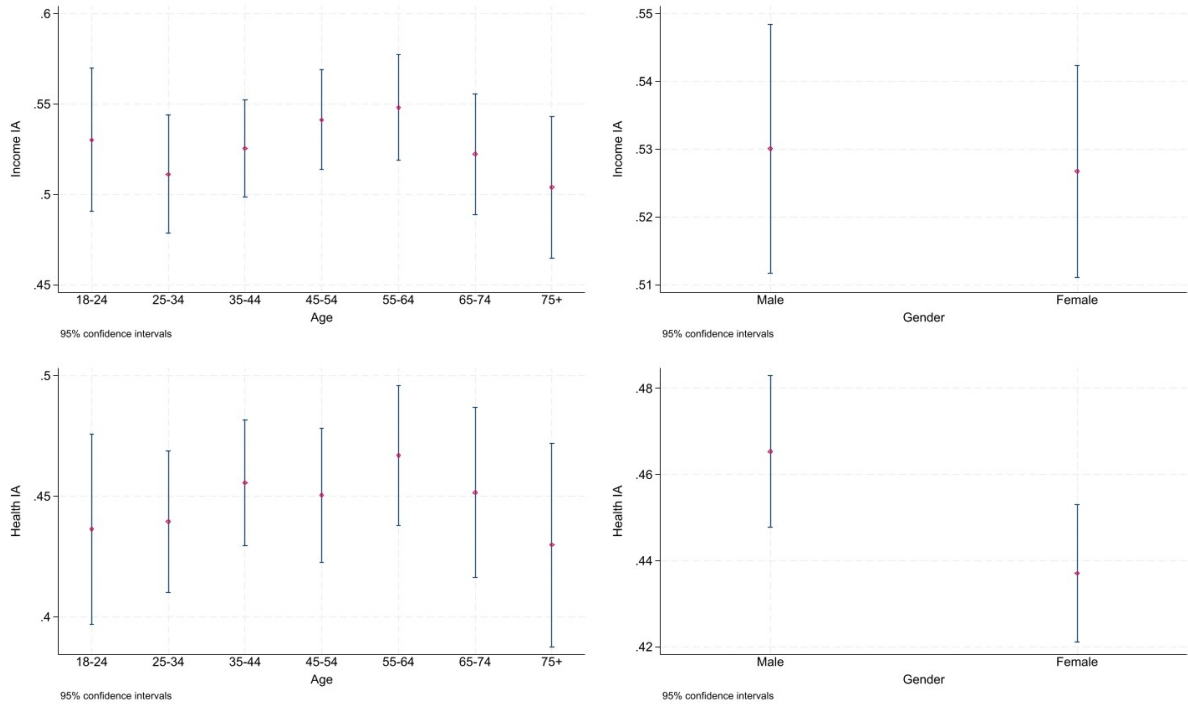 .6
.55
.5
.45
Income IA
18-24 25-34 35-44 45-54 55-64 65-74 75+
Age
95% confidence intervals
.55
.54
.53
.52
.51
Income IA
Male Female
Gender
95% confidence intervals
.5
.45
.4
Health IA
18-24 25-34 35-44 45-54 55-64 65-74 75+
Age
95% confidence intervals
.48
.46
.44
.42
Health IA
Male Female
Gender
95% confidence intervals